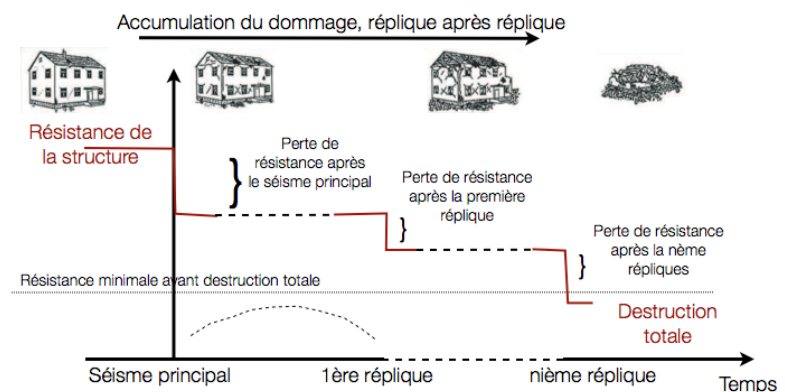 Accumulation du dommage, réplique après réplique
Résistance de
la structure
Perte de
résistance après
le séisme principal
Perte de résistance
après la première
réplique
Perte de résistance
après la nème
répliques
Résistance minimale avant destruction totale
Destruction
totale
Séisme principal
1ère réplique
nième réplique
Temps